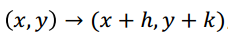 (x, y) → (x + h, y + k)